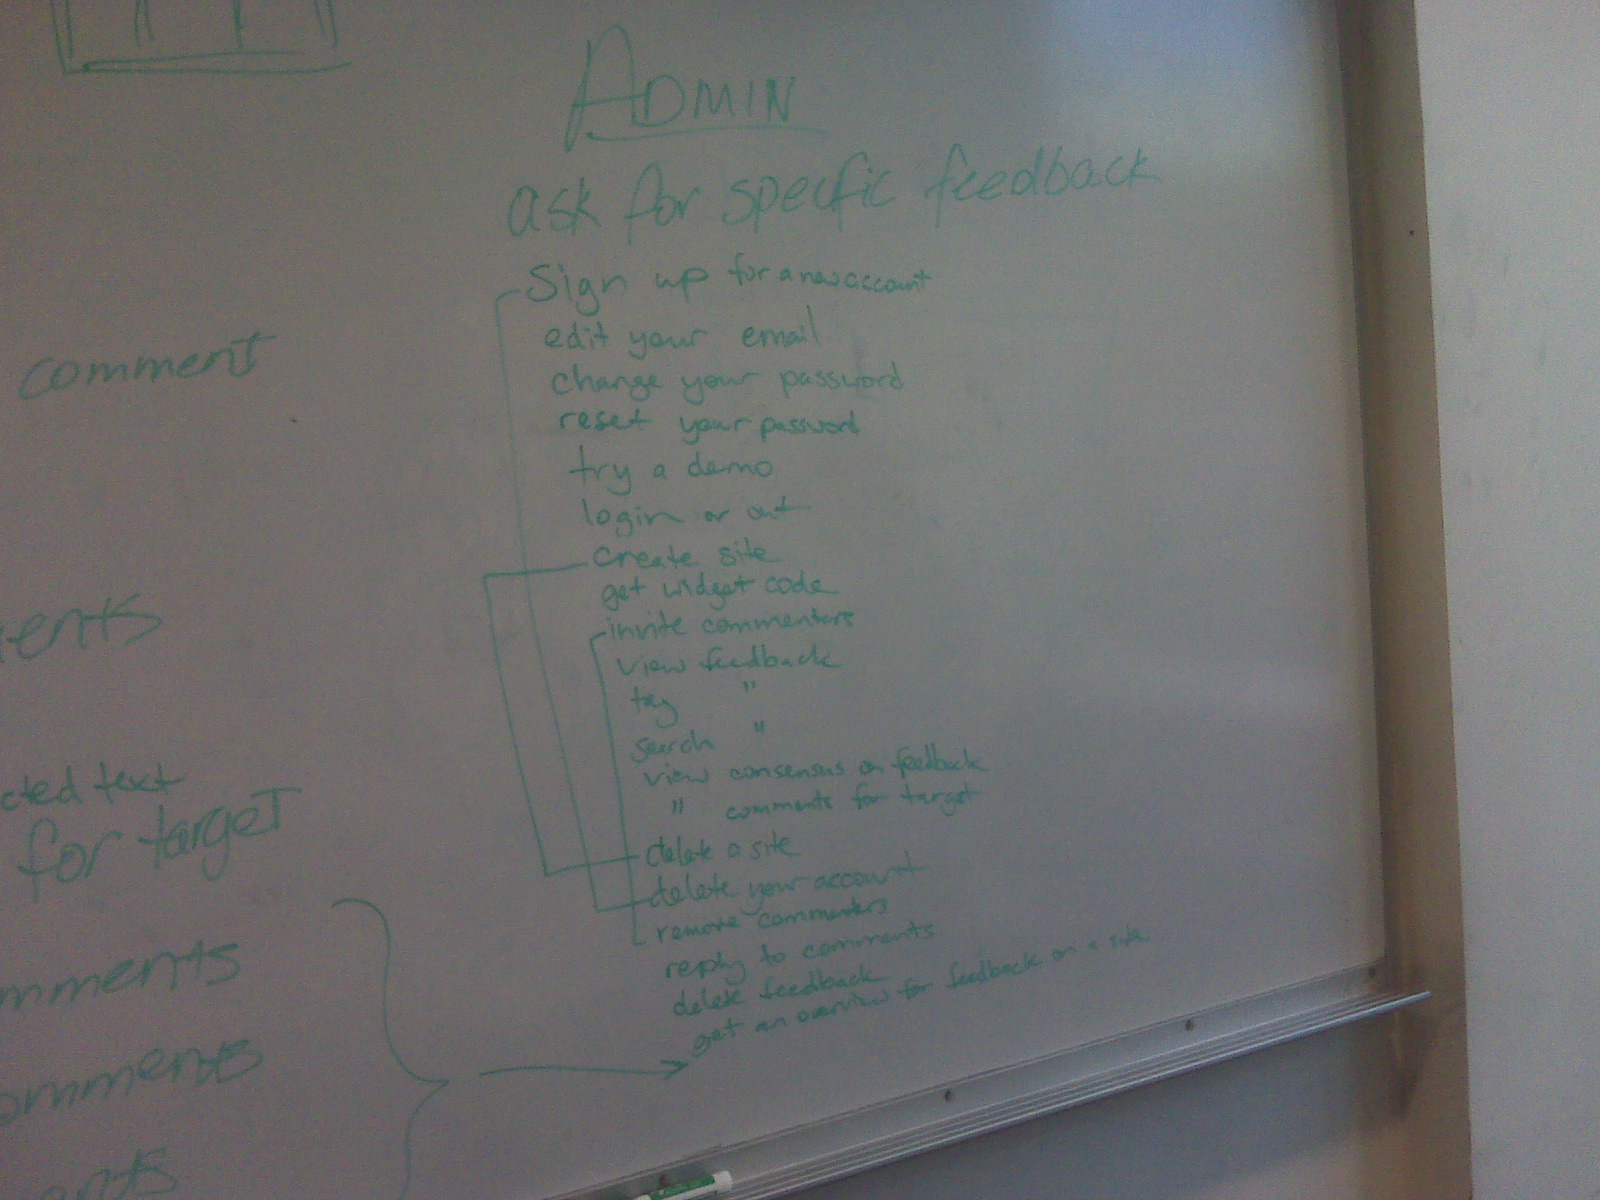 ADMIN
ask for specific feedback
Sign up for a new account
edit your email
change your password
reset your password
try a demo
login or out
create site
get widget code
invite commenters
view feedback
tag "
search "
view consensus on feedback
" comments for target
delete a site
delete your account
remove commenters
reply to comments
delete feedback
get an overview for feedback on a site
comment
ents
cted text
for target
mments
omments
ents